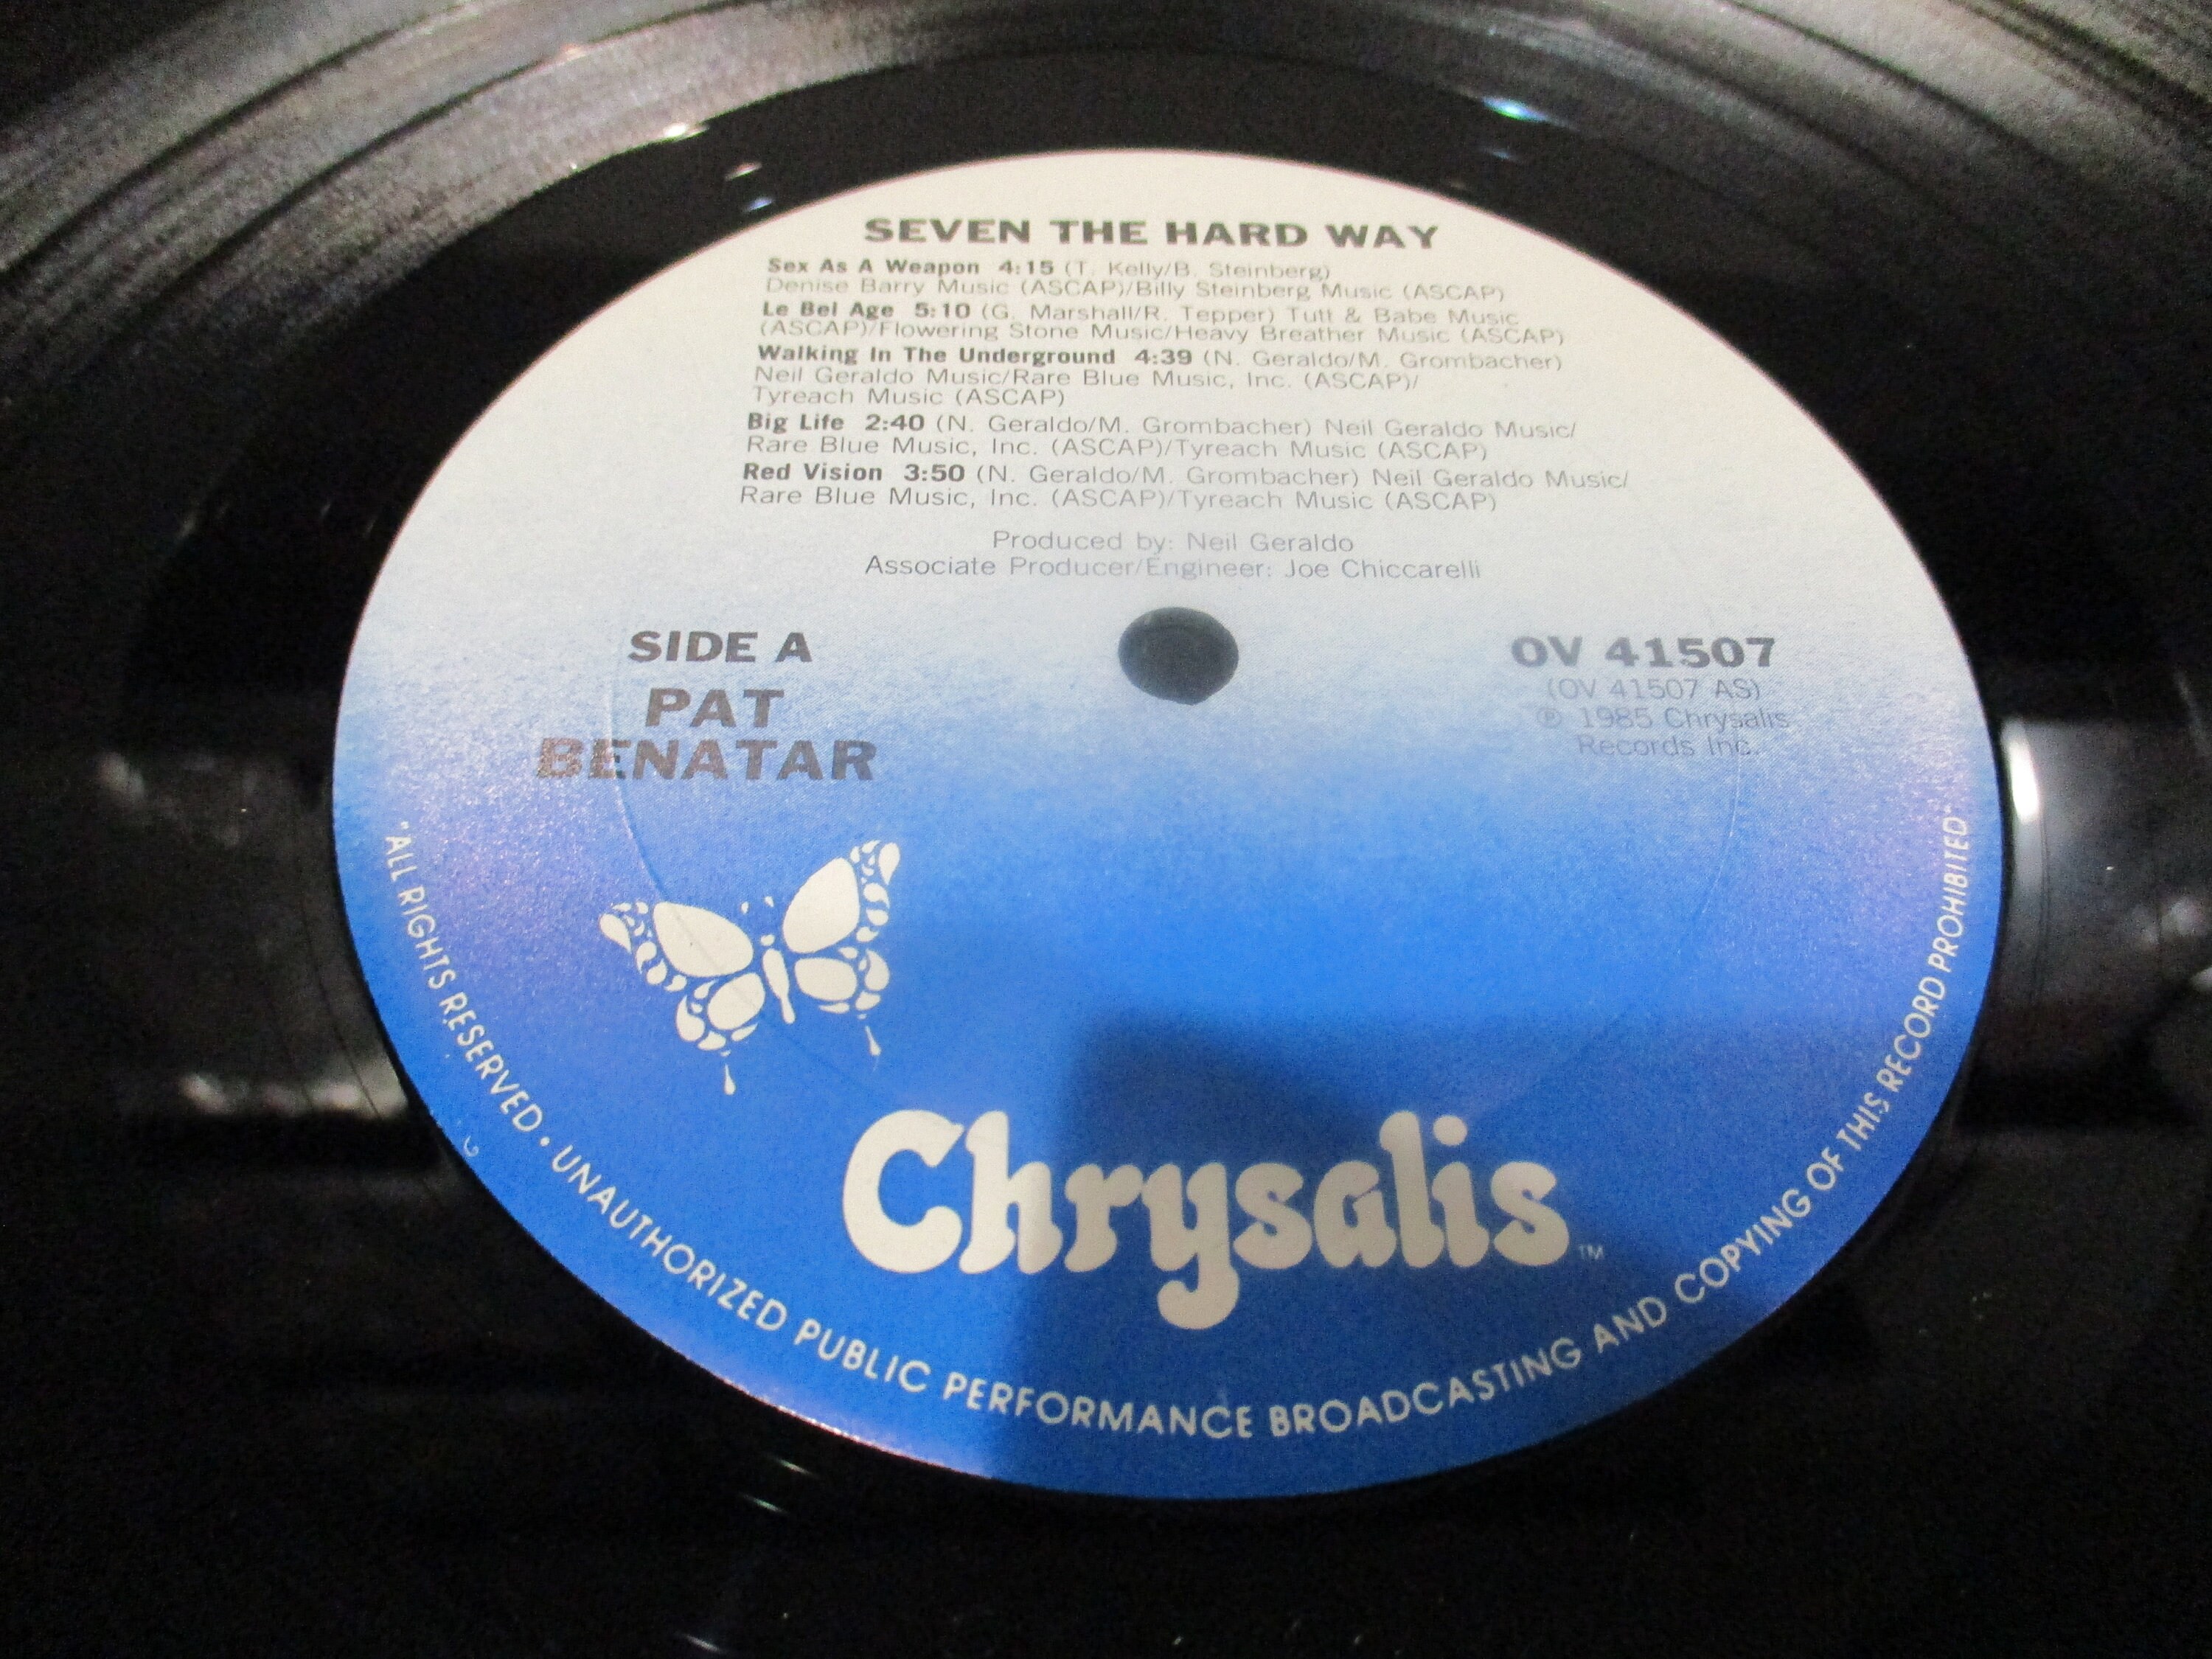 SEVEN THE HARD WAY
Sex As A Weapon 4:15 (T. Kelly/B. Steinberg)
Denise Barry Music (ASCAP)/Billy Steinberg Music (ASCAP)
Le Bel Age 5:10 (G. Marshall/R. Tepper) Tutt & Babe Music
(ASCAP)/Flowering Stone Music/Heavy Breather Music (ASCAP)
Walking In The Underground 4:39 (N. Geraldo/M. Grombacher)
Neil Geraldo Music/Rare Blue Music, Inc. (ASCAP)/
Tyreach Music (ASCAP)
Big Life 2:40 (N. Geraldo/M. Grombacher) Neil Geraldo Music/
Rare Blue Music, Inc. (ASCAP)/Tyreach Music (ASCAP)
Red Vision 3:50 (N. Geraldo/M. Grombacher) Neil Geraldo Music/
Rare Blue Music, Inc. (ASCAP)/Tyreach Music (ASCAP)
Produced by: Neil Geraldo
Associate Producer/Engineer: Joe Chiccarelli
SIDE A
PAT
BENATAR
OV 41507
(OV 41507 AS)
℗ 1985 Chrysalis
Records Inc.
Chrysalis™
"ALL RIGHTS RESERVED • UNAUTHORIZED PUBLIC PERFORMANCE BROADCASTING AND COPYING OF THIS RECORD PROHIBITED"